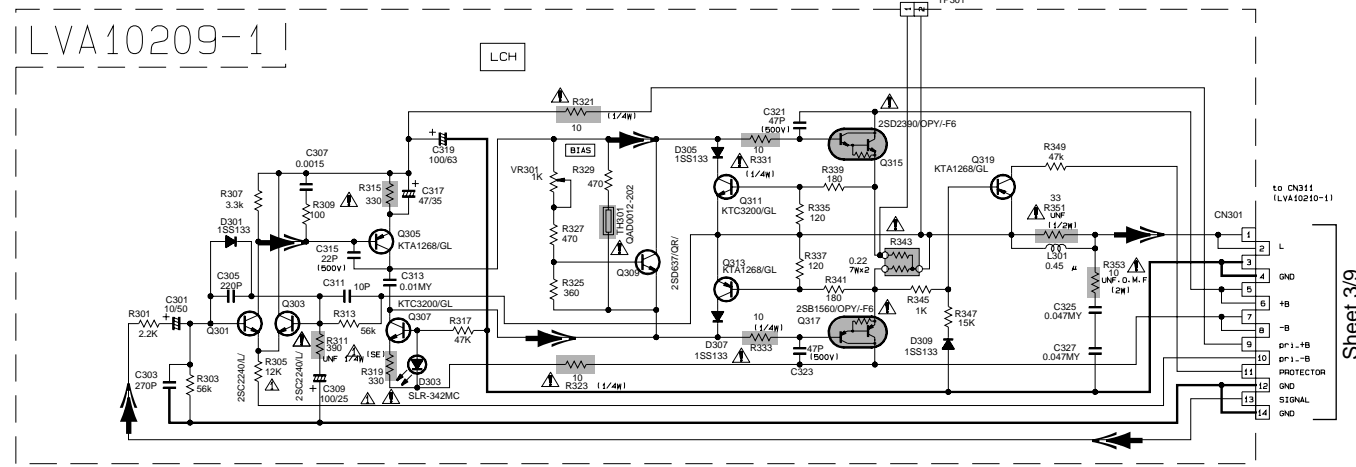 TP301
1 2
LVA10209-1
LCH
R321
(1/4W)
10
C321
47P
(500V)
2SD2390/OPY/-F6
Q315
C319
100/63
BIAS
D305
1SS133
10
R331
(1/4W)
R339
180
Q319
KTA1268/GL
R349
47k
C307
0.0015
R307
3.3k
R309
100
R315
330
C317
47/35
VR301
1K
R329
470
TH301
QAD0012-202
Q311
KTC3200/GL
R335
120
33
R351
UNF
(1/2W)
to CN311
(LVA10210-1)
CN301
D301
1SS133
Q305
KTA1268/GL
C315
22P
(500V)
R327
470
Q309
2SD637/QR/
Q313
KTA1268/GL
R337
120
R343
0.22
7W×2
L301
0.45 μ
R353
10
UNF.O.M.F
(2W)
1
2 L
3
4 GND
5
6 +B
7
8 -B
9 pri.+B
10 pri.-B
11 PROTECTOR
12 GND
13 SIGNAL
14 GND
Sheet 3/9
C305
220P
C311 10P
C313
0.01MY
KTC3200/GL
R325
360
R341
180
2SB1560/OPY/-F6
Q317
R345
1K
R347
15K
C325
0.047MY
C301
10/50
R301
2.2K
Q301
Q303
R313
56k
Q307
R317
47K
10
(1/4W)
R333
D307
1SS133
47P
(500V)
C323
D309
1SS133
C327
0.047MY
R311
390
UNF 1/4W (SE)
R319
330
D303
SLR-342MC
10
R323 (1/4W)
C303
270P
R303
56k
2SC2240/L/
R305
12K
2SC2240/L/
C309
100/25